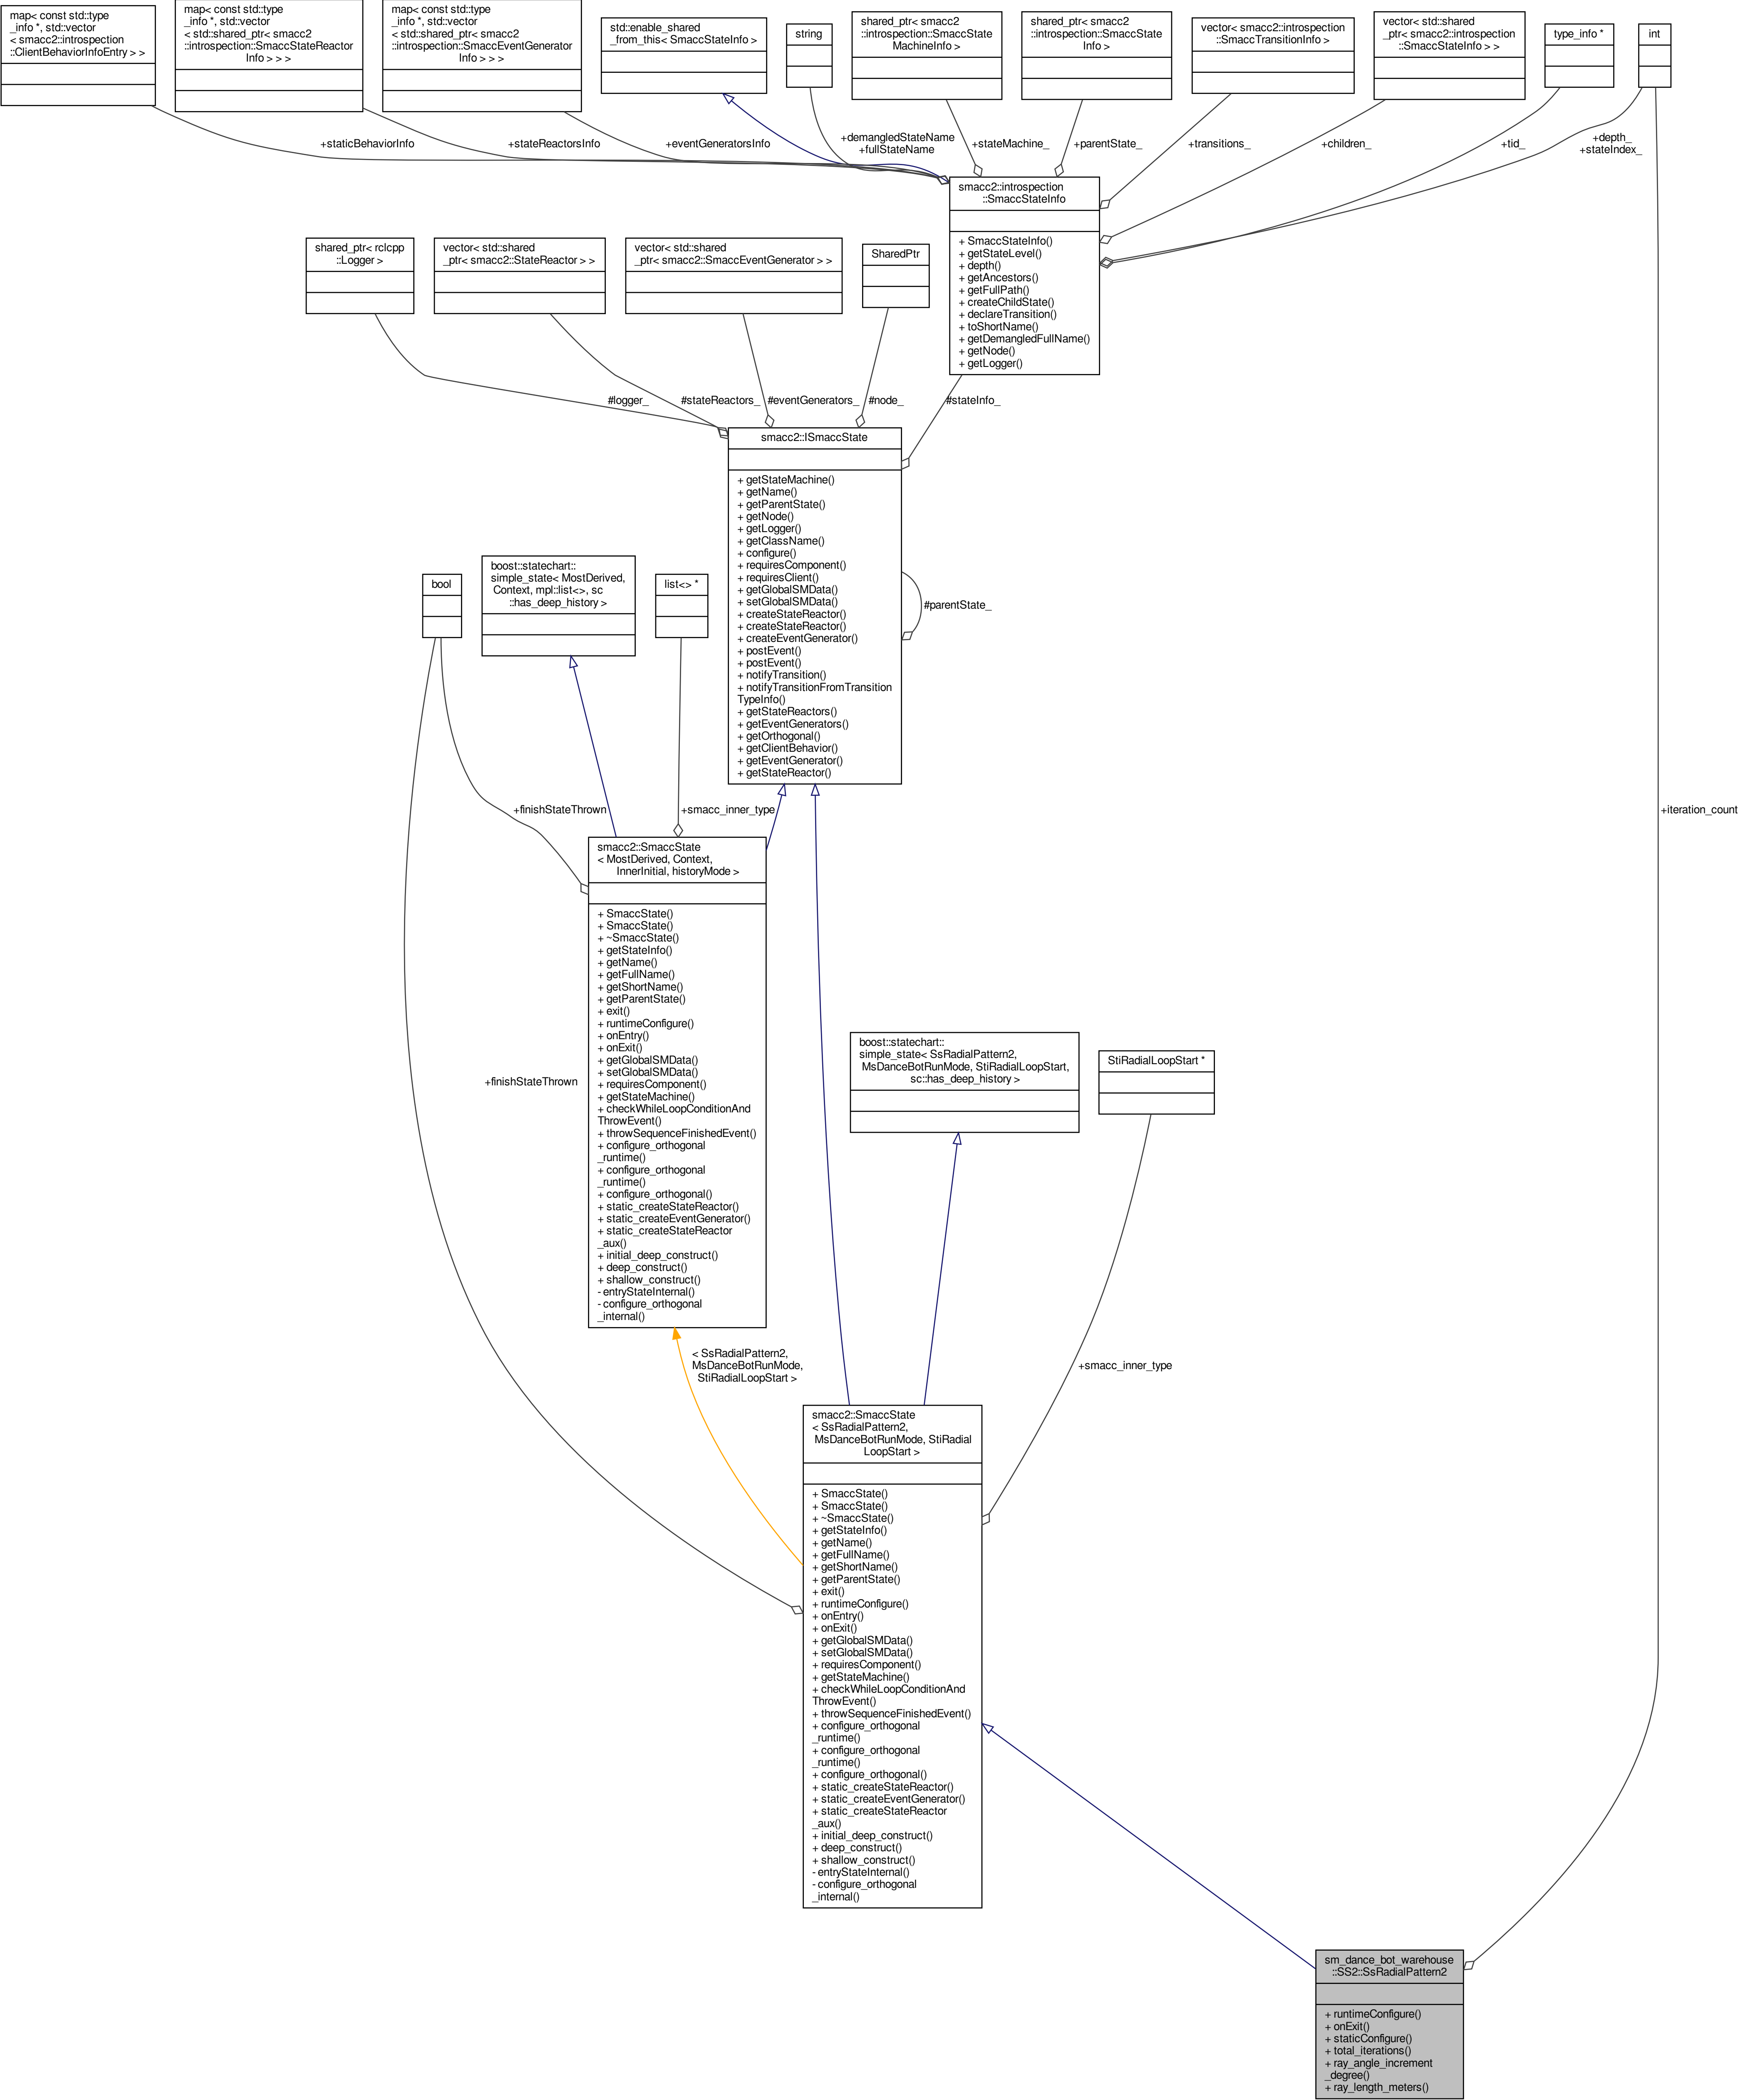 map< const std::type
_info *, std::vector
< smacc2::introspection
::ClientBehaviorInfoEntry > >
map< const std::type
_info *, std::vector
< std::shared_ptr< smacc2
::introspection::SmaccStateReactor
Info > > >
map< const std::type
_info *, std::vector
< std::shared_ptr< smacc2
::introspection::SmaccEventGenerator
Info > > >
std::enable_shared
_from_this< SmaccStateInfo >
string
shared_ptr< smacc2
::introspection::SmaccState
MachineInfo >
shared_ptr< smacc2
::introspection::SmaccState
Info >
vector< smacc2::introspection
::SmaccTransitionInfo >
vector< std::shared
_ptr< smacc2::introspection
::SmaccStateInfo > >
type_info *
int
+staticBehaviorInfo
+stateReactorsInfo
+eventGeneratorsInfo
+demangledStateName
+fullStateName
+stateMachine_
+parentState_
+transitions_
+children_
+tid_
+depth_
+stateIndex_
smacc2::introspection
::SmaccStateInfo
+ SmaccStateInfo()
+ getStateLevel()
+ depth()
+ getAncestors()
+ getFullPath()
+ createChildState()
+ declareTransition()
+ toShortName()
+ getDemangledFullName()
+ getNode()
+ getLogger()
shared_ptr< rclcpp
::Logger >
vector< std::shared
_ptr< smacc2::StateReactor > >
vector< std::shared
_ptr< smacc2::SmaccEventGenerator > >
SharedPtr
#logger_
#stateReactors_
#eventGenerators_
#node_
#stateInfo_
smacc2::ISmaccState
+ getStateMachine()
+ getName()
+ getParentState()
+ getNode()
+ getLogger()
+ getClassName()
+ configure()
+ requiresComponent()
+ requiresClient()
+ getGlobalSMData()
+ setGlobalSMData()
+ createStateReactor()
+ createStateReactor()
+ createEventGenerator()
+ postEvent()
+ postEvent()
+ notifyTransition()
+ notifyTransitionFromTransition
TypeInfo()
+ getStateReactors()
+ getEventGenerators()
+ getOrthogonal()
+ getClientBehavior()
+ getEventGenerator()
+ getStateReactor()
#parentState_
bool
boost::statechart::
simple_state< MostDerived,
Context, mpl::list<>, sc
::has_deep_history >
list<> *
+finishStateThrown
+smacc_inner_type
+iteration_count
smacc2::SmaccState
< MostDerived, Context,
InnerInitial, historyMode >
+ SmaccState()
+ SmaccState()
+ ~SmaccState()
+ getStateInfo()
+ getName()
+ getFullName()
+ getShortName()
+ getParentState()
+ exit()
+ runtimeConfigure()
+ onEntry()
+ onExit()
+ getGlobalSMData()
+ setGlobalSMData()
+ requiresComponent()
+ getStateMachine()
+ checkWhileLoopConditionAnd
ThrowEvent()
+ throwSequenceFinishedEvent()
+ configure_orthogonal
_runtime()
+ configure_orthogonal
_runtime()
+ configure_orthogonal()
+ static_createStateReactor()
+ static_createEventGenerator()
+ static_createStateReactor
_aux()
+ initial_deep_construct()
+ deep_construct()
+ shallow_construct()
- entryStateInternal()
- configure_orthogonal
_internal()
+finishStateThrown
boost::statechart::
simple_state< SsRadialPattern2,
MsDanceBotRunMode, StiRadialLoopStart,
sc::has_deep_history >
StiRadialLoopStart *
< SsRadialPattern2,
MsDanceBotRunMode,
StiRadialLoopStart >
+smacc_inner_type
smacc2::SmaccState
< SsRadialPattern2,
MsDanceBotRunMode, StiRadial
LoopStart >
+ SmaccState()
+ SmaccState()
+ ~SmaccState()
+ getStateInfo()
+ getName()
+ getFullName()
+ getShortName()
+ getParentState()
+ exit()
+ runtimeConfigure()
+ onEntry()
+ onExit()
+ getGlobalSMData()
+ setGlobalSMData()
+ requiresComponent()
+ getStateMachine()
+ checkWhileLoopConditionAnd
ThrowEvent()
+ throwSequenceFinishedEvent()
+ configure_orthogonal
_runtime()
+ configure_orthogonal
_runtime()
+ configure_orthogonal()
+ static_createStateReactor()
+ static_createEventGenerator()
+ static_createStateReactor
_aux()
+ initial_deep_construct()
+ deep_construct()
+ shallow_construct()
- entryStateInternal()
- configure_orthogonal
_internal()
sm_dance_bot_warehouse
::SS2::SsRadialPattern2
+ runtimeConfigure()
+ onExit()
+ staticConfigure()
+ total_iterations()
+ ray_angle_increment
_degree()
+ ray_length_meters()